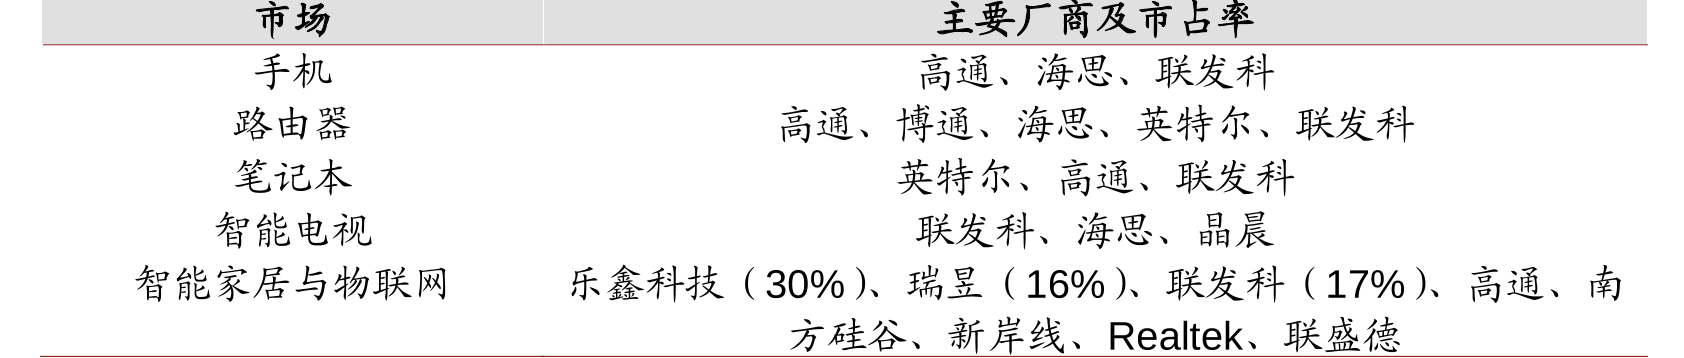 市场 主要厂商及市占率
手机 高通、海思、联发科
路由器 高通、博通、海思、英特尔、联发科
笔记本 英特尔、高通、联发科
智能电视 联发科、海思、晶晨
智能家居与物联网 乐鑫科技（30%）、瑞昱（16%）、联发科（17%）、高通、南
方硅谷、新岸线、Realtek、联盛德